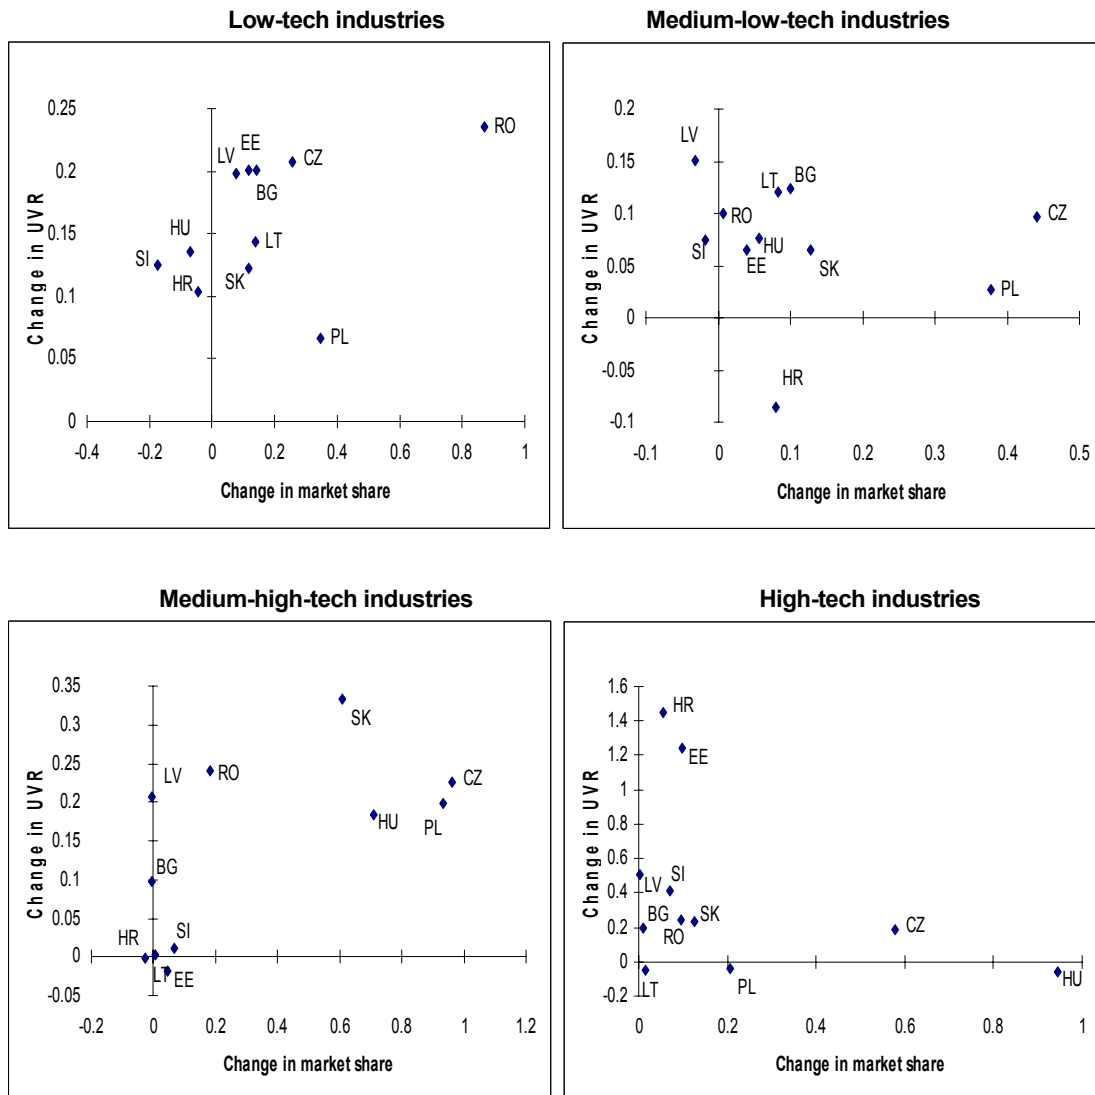 Low-tech industries
Medium-low-tech industries
Change in UVR
0.25
0.2
0.15
0.1
0.05
0
-0.4 -0.2 0 0.2 0.4 0.6 0.8 1
Change in market share
RO
EE
LV
CZ
BG
HU
LT
SI
HR
SK
PL
Change in UVR
0.2
0.15
0.1
0.05
0
-0.05
-0.1
-0.1 0 0.1 0.2 0.3 0.4 0.5
Change in market share
LV
LT
BG
RO
CZ
SI
HU
EE
SK
PL
HR
Medium-high-tech industries
High-tech industries
Change in UVR
0.35
0.3
0.25
0.2
0.15
0.1
0.05
0
-0.05
-0.2 0 0.2 0.4 0.6 0.8 1 1.2
Change in market share
SK
LV
RO
CZ
HU
PL
BG
HR
SI
LT
EE
Change in UVR
1.6
1.4
1.2
1
0.8
0.6
0.4
0.2
0
-0.2
0 0.2 0.4 0.6 0.8 1
Change in market share
HR
EE
LV
SI
BG
RO
SK
CZ
LT
PL
HU